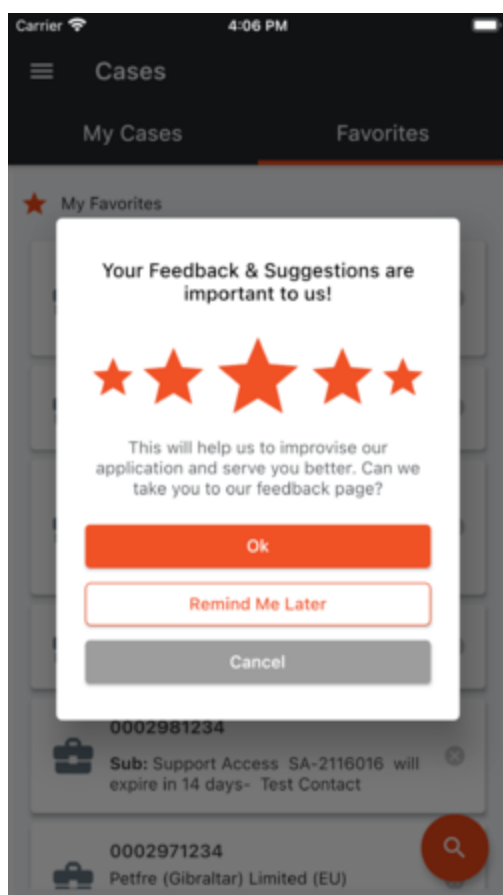 Carrier 4:06 PM
Cases
My Cases Favorites
My Favorites
Your Feedback & Suggestions are
important to us!
This will help us to improvise our
application and serve you better. Can we
take you to our feedback page?
Ok
Remind Me Later
Cancel
0002981234
Sub: Support Access SA-2116016 will
expire in 14 days- Test Contact
0002971234
Petfre (Gibraltar) Limited (EU)